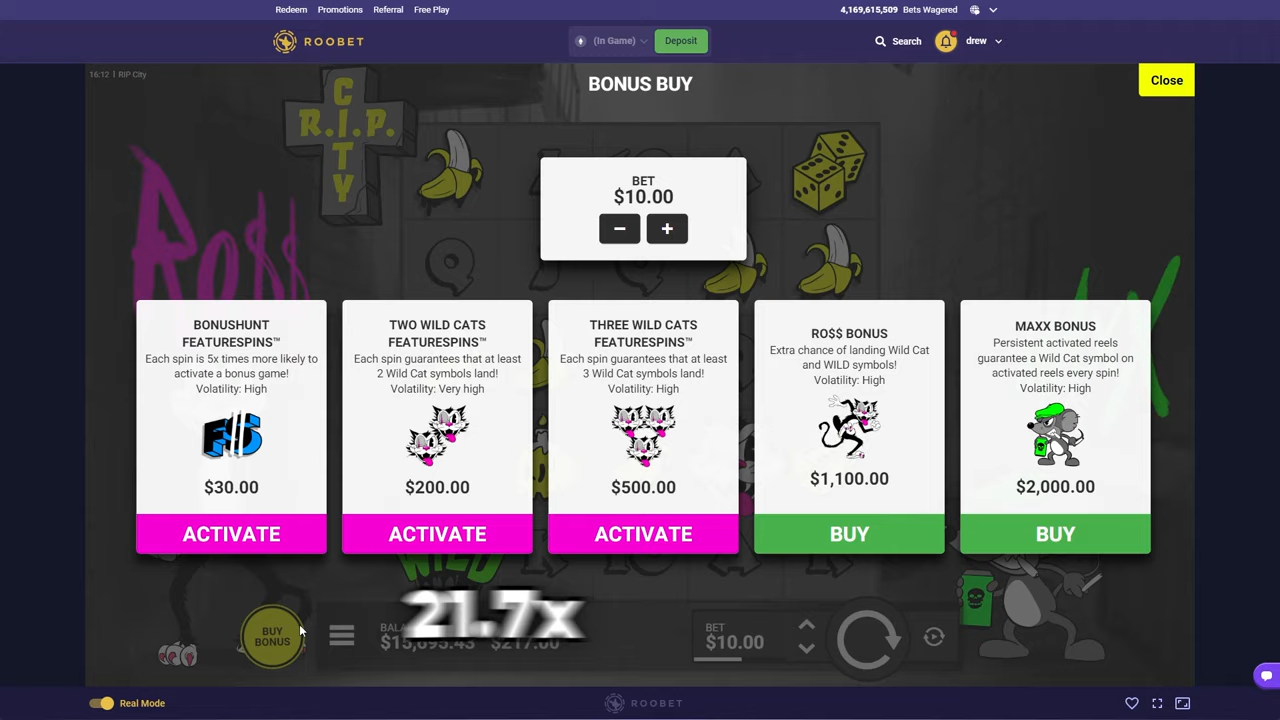 Redeem Promotions Referral Free Play 4,169,615,509 Bets Wagered
ROOBET (In Game) Deposit Search drew
16:12 | RIP City
BONUS BUY
Close
C
R.I.P.
T
Y
Ro$$
BET
$10.00
− +
BONUSHUNT
FEATURESPINS™
Each spin is 5x times more likely to
activate a bonus game!
Volatility: High
FS
$30.00
ACTIVATE
TWO WILD CATS
FEATURESPINS™
Each spin guarantees that at least
2 Wild Cat symbols land!
Volatility: Very high
$200.00
ACTIVATE
THREE WILD CATS
FEATURESPINS™
Each spin guarantees that at least
3 Wild Cat symbols land!
Volatility: High
$500.00
ACTIVATE
RO$$ BONUS
Extra chance of landing Wild Cat
and WILD symbols!
Volatility: High
$1,100.00
BUY
MAXX BONUS
Persistent activated reels
guarantee a Wild Cat symbol on
activated reels every spin!
Volatility: High
$2,000.00
BUY
WILD
21.7x
BUY
BONUS
$217.00
BET
$10.00
Real Mode
ROOBET